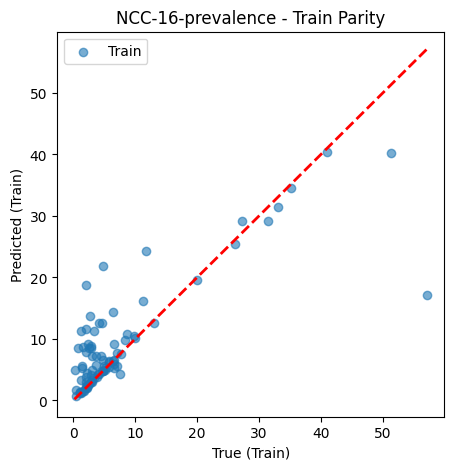 NCC-16-prevalence - Train Parity
Train
Predicted (Train)
50
40
30
20
10
0
0 10 20 30 40 50
True (Train)